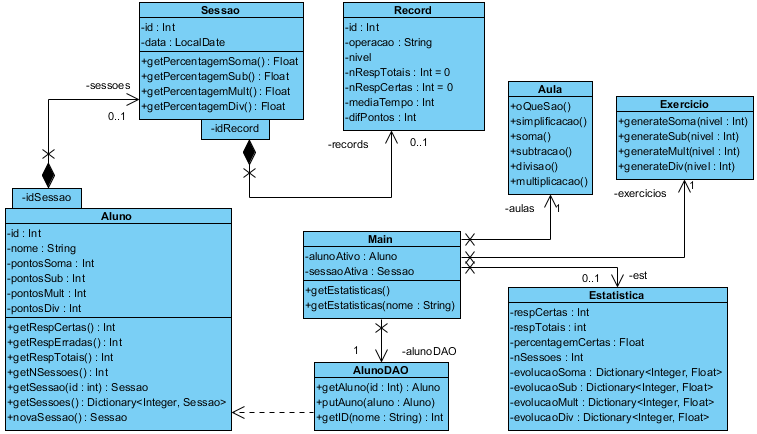 Sessao
-id : Int
-data : LocalDate
+getPercentagemSoma() : Float
+getPercentagemSub() : Float
+getPercentagemMult() : Float
+getPercentagemDiv() : Float
-idRecord
Record
-id : Int
-operacao : String
-nivel
-nRespTotais : Int = 0
-nRespCertas : Int = 0
-mediaTempo : Int
-difPontos : Int
-sessoes
0..1
-records
0..1
Aula
+oQueSao()
+simplificacao()
+soma()
+subtracao()
+divisao()
+multiplicacao()
Exercicio
+generateSoma(nivel : Int)
+generateSub(nivel : Int)
+generateMult(nivel : Int)
+generateDiv(nivel : Int)
-aulas
1
-exercicios
1
-idSessao
Aluno
-id : Int
-nome : String
-pontosSoma : Int
-pontosSub : Int
-pontosMult : Int
-pontosDiv : Int
+getRespCertas() : Int
+getRespErradas() : Int
+getRespTotais() : Int
+getNSessoes() : Int
+getSessao(id : int) : Sessao
+getSessoes() : Dictionary<Integer, Sessao>
+novaSessao() : Sessao
Main
-alunoAtivo : Aluno
-sessaoAtiva : Sessao
+getEstatisticas()
+getEstatisticas(nome : String)
1
-alunoDAO
AlunoDAO
+getAluno(id : Int) : Aluno
+putAuno(aluno : Aluno)
+getID(nome : String) : Int
0..1
-est
Estatistica
-respCertas : Int
-respTotais : int
-percentagemCertas : Float
-nSessoes : Int
-evolucaoSoma : Dictionary<Integer, Float>
-evolucaoSub : Dictionary<Integer, Float>
-evolucaoMult : Dictionary<Integer, Float>
-evolucaoDiv : Dictionary<Integer, Float>